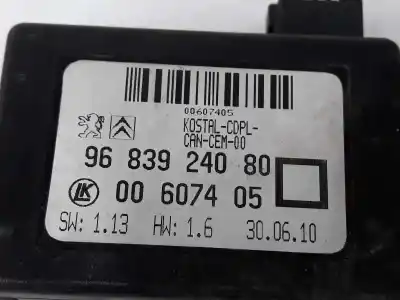 00607405
KOSTAL-CDPL-
CAN-CEM-00
96 839 240 80
LK 00 6074 05
SW: 1.13 HW: 1.6 30.06.10